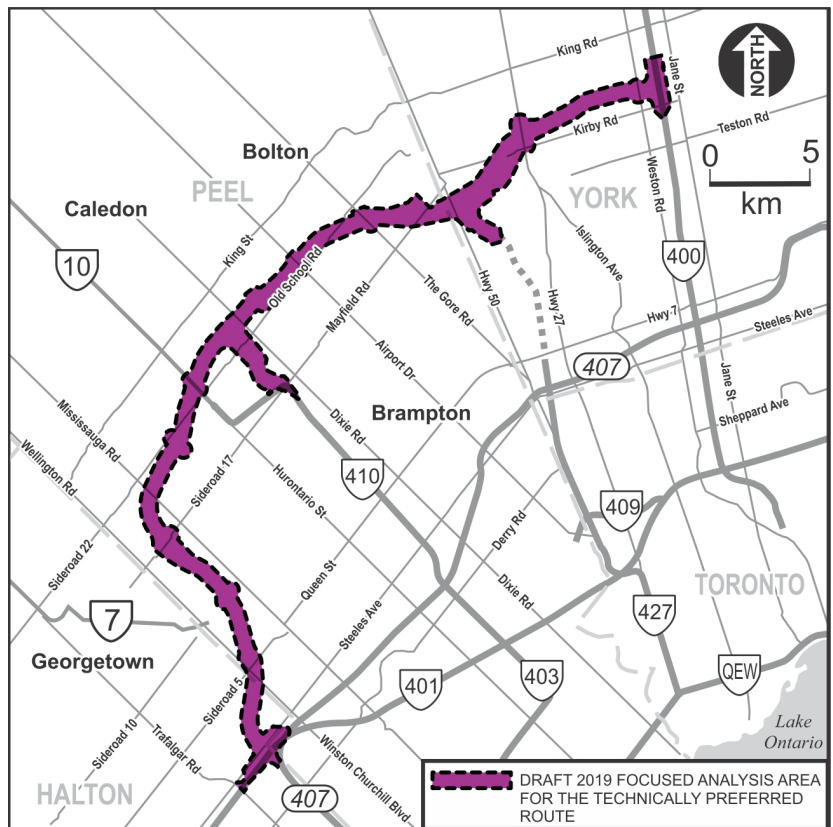 King Rd
Jane St
NORTH
Kirby Rd
Teston Rd
Bolton
0 5
km
PEEL
YORK
Weston Rd
Caledon
King St
Islington Ave
400
10
Old School Rd
Mayfield Rd
The Gore Rd
Hwy 50
Hwy 27
Hwy 7
Steeles Ave
Airport Dr
407
Jane St
Mississauga Rd
Brampton
Dixie Rd
Sheppard Ave
Wellington Rd
Sideroad 17
Hurontario St
410
409
Derry Rd
Sideroad 22
Queen St
Dixie Rd
TORONTO
7
Steeles Ave
427
Georgetown
QEW
401
403
Sideroad 5
Sideroad 10
Trafalgar Rd
Winston Churchill Blvd
Lake
Ontario
HALTON
407
DRAFT 2019 FOCUSED ANALYSIS AREA
FOR THE TECHNICALLY PREFERRED
ROUTE